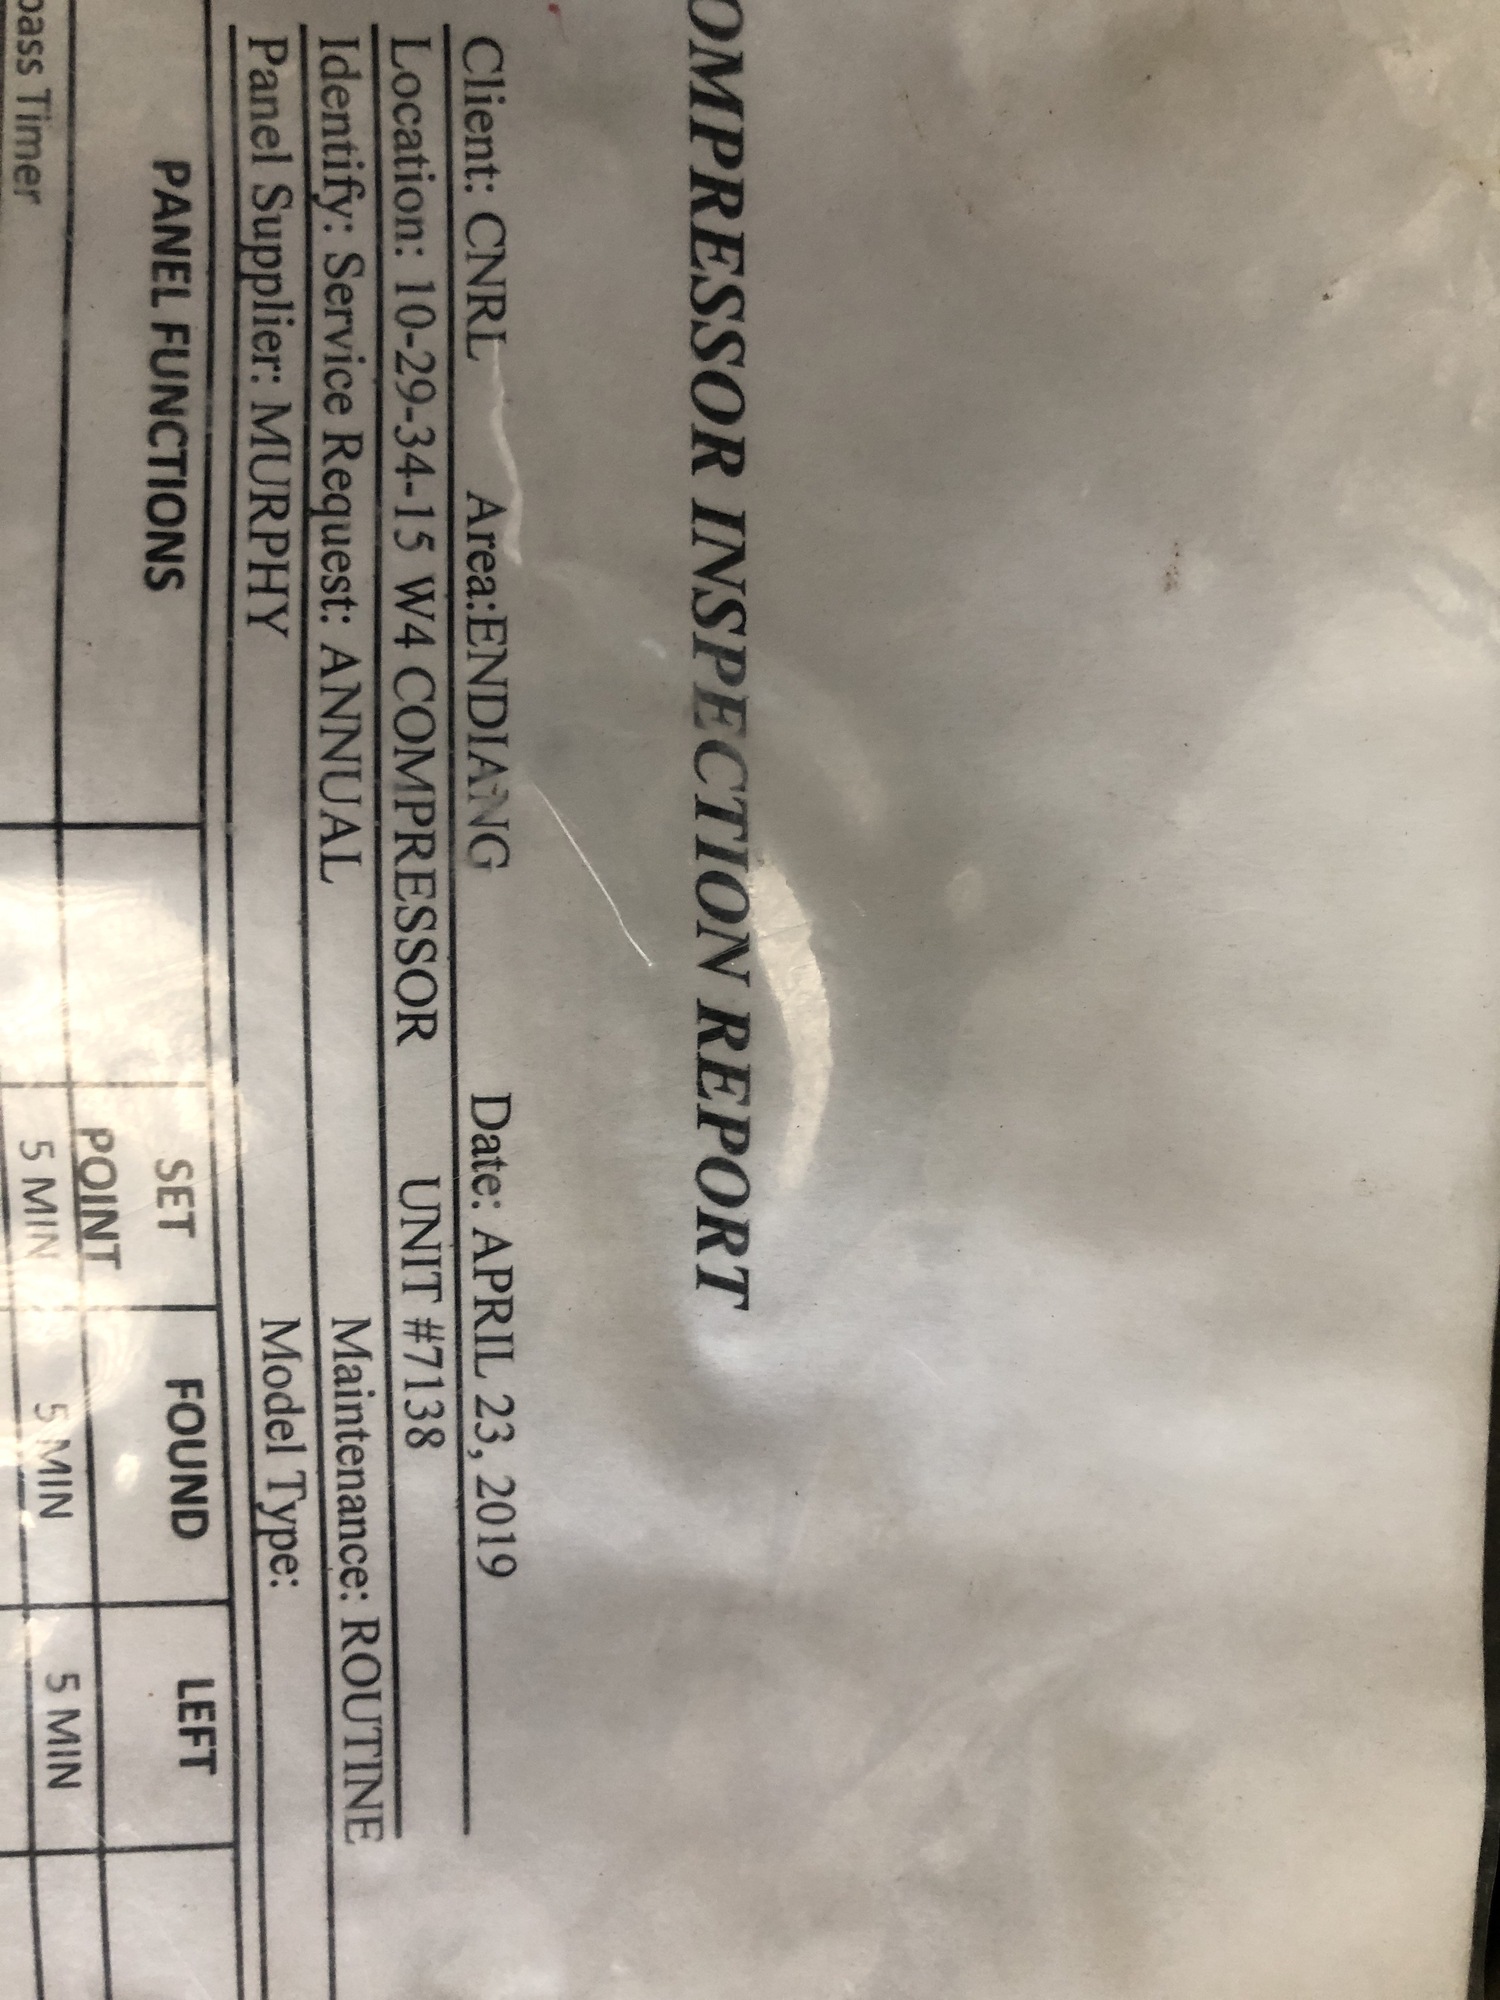 OMPRESSOR INSPECTION REPORT
Client: CNRL Area:ENDIANG Date: APRIL 23, 2019
Location: 10-29-34-15 W4 COMPRESSOR UNIT #7138
Identify: Service Request: ANNUAL Maintenance: ROUTINE
Panel Supplier: MURPHY Model Type:
PANEL FUNCTIONS SET POINT FOUND LEFT
pass Timer 5 MIN 5 MIN 5 MIN